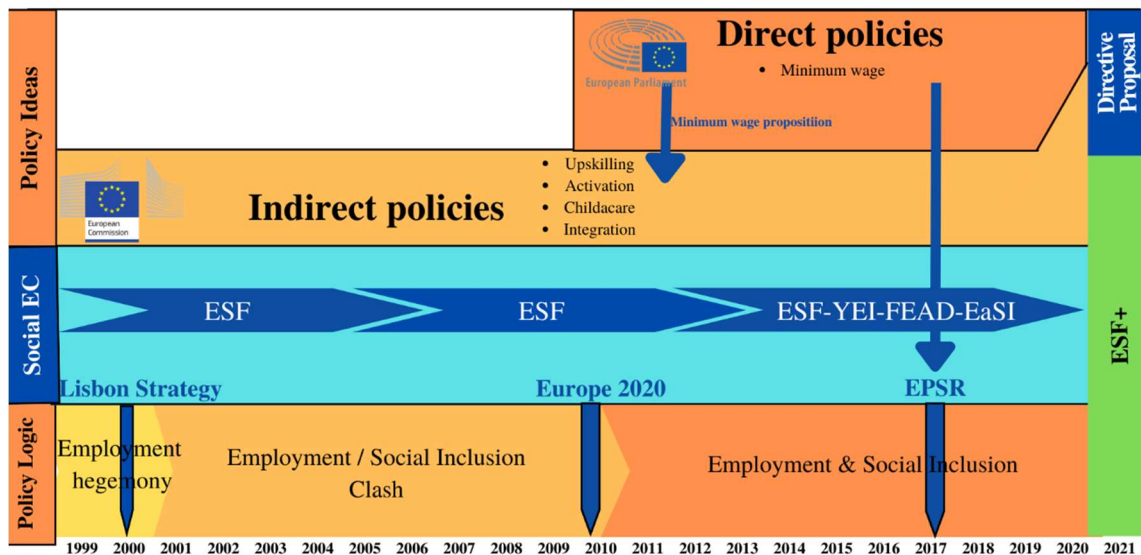 Policy Ideas
Direct policies
• Minimum wage
European Parliament
Minimum wage propositiion
Directive
Proposal
European
Commission
Indirect policies
• Upskilling
• Activation
• Childacare
• Integration
Social EC
ESF
ESF
ESF-YEI-FEAD-EaSI
ESF+
Lisbon Strategy
Europe 2020
EPSR
Policy Logic
Employment
hegemony
Employment / Social Inclusion
Clash
Employment & Social Inclusion
1999 2000 2001 2002 2003 2004 2005 2006 2007 2008 2009 2010 2011 2012 2013 2014 2015 2016 2017 2018 2019 2020 2021